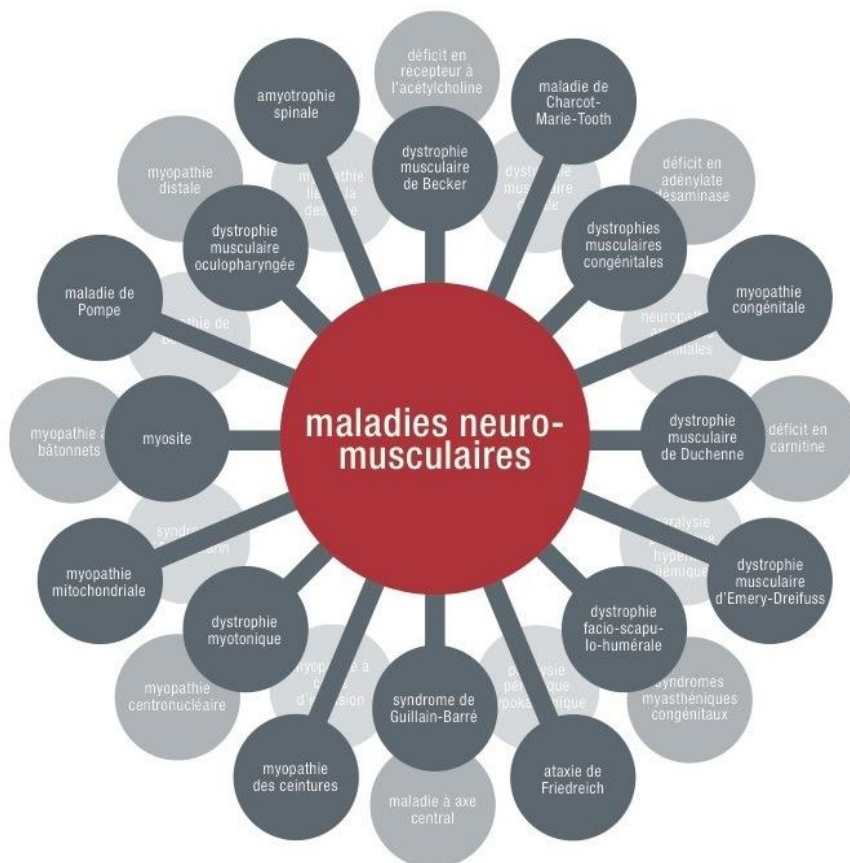 déficit en
récepteur à
l'acétylcholine
amyotrophie
spinale
maladie de
Charcot-
Marie-Tooth
dystrophie
musculaire
de Becker
myopathie
distale
déficit en
adénylate
désaminase
dystrophie
musculaire
oculopharyngée
dystrophies
musculaires
congénitales
maladie de
Pompe
myopathie
congénitale
maladies neuro-
musculaires
myopathie à
bâtonnets
myosite
dystrophie
musculaire
de Duchenne
déficit en
carnitine
myopathie
mitochondriale
dystrophie
musculaire
d'Emery-Dreifuss
dystrophie
myotonique
dystrophie
facio-scapu-
lo-humérale
myopathie
centronucléaire
syndromes
myasthéniques
congénitaux
syndrome de
Guillain-Barré
myopathie
des ceintures
ataxie de
Friedreich
maladie à axe
central